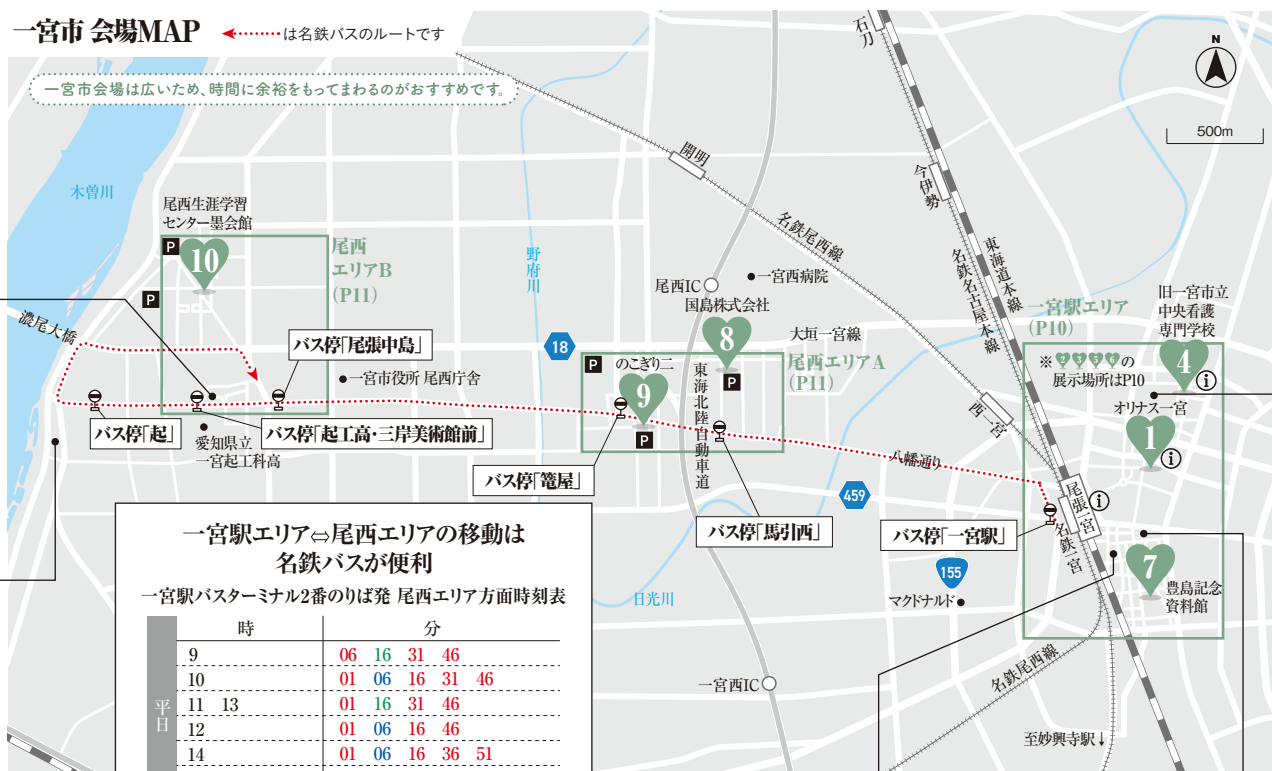 一宮市 会場MAP
は名鉄バスのルートです
一宮市会場は広いため、時間に余裕をもってまわるのがおすすめです。
N
500m
石刀
開明
今伊勢
木曽川
尾西生涯学習
センター墨会館
P
10
尾西
エリアB
(P11)
P
野府川
名鉄尾西線
東海道本線
名鉄名古屋本線
尾西IC
一宮西病院
国島株式会社
8
P
大垣一宮線
一宮駅エリア
(P10)
旧一宮市立
中央看護
専門学校
4
i
※ 2 3 5 6 の
展示場所はP10
オリナス一宮
1
i
濃尾大橋
バス停「尾張中島」
一宮市役所 尾西庁舎
18
P
のこぎり二
9
P
東海北陸自動車道
尾西エリアA
(P11)
西一宮
バス停「起」
愛知県立
一宮起工科高
バス停「起工高・三岸美術館前」
バス停「篭屋」
八幡通り
459
バス停「馬引西」
バス停「一宮駅」
尾張一宮
名鉄一宮
i
155
マクドナルド
7
豊島記念
資料館
日光川
一宮西IC
名鉄尾西線
至妙興寺駅↓
一宮駅エリア⇔尾西エリアの移動は
名鉄バスが便利
一宮駅バスターミナル2番のりば発 尾西エリア方面時刻表
時 分
平日
9 06 16 31 46
10 01 06 16 31 46
11 13 01 16 31 46
12 01 06 16 46
14 01 06 16 36 51